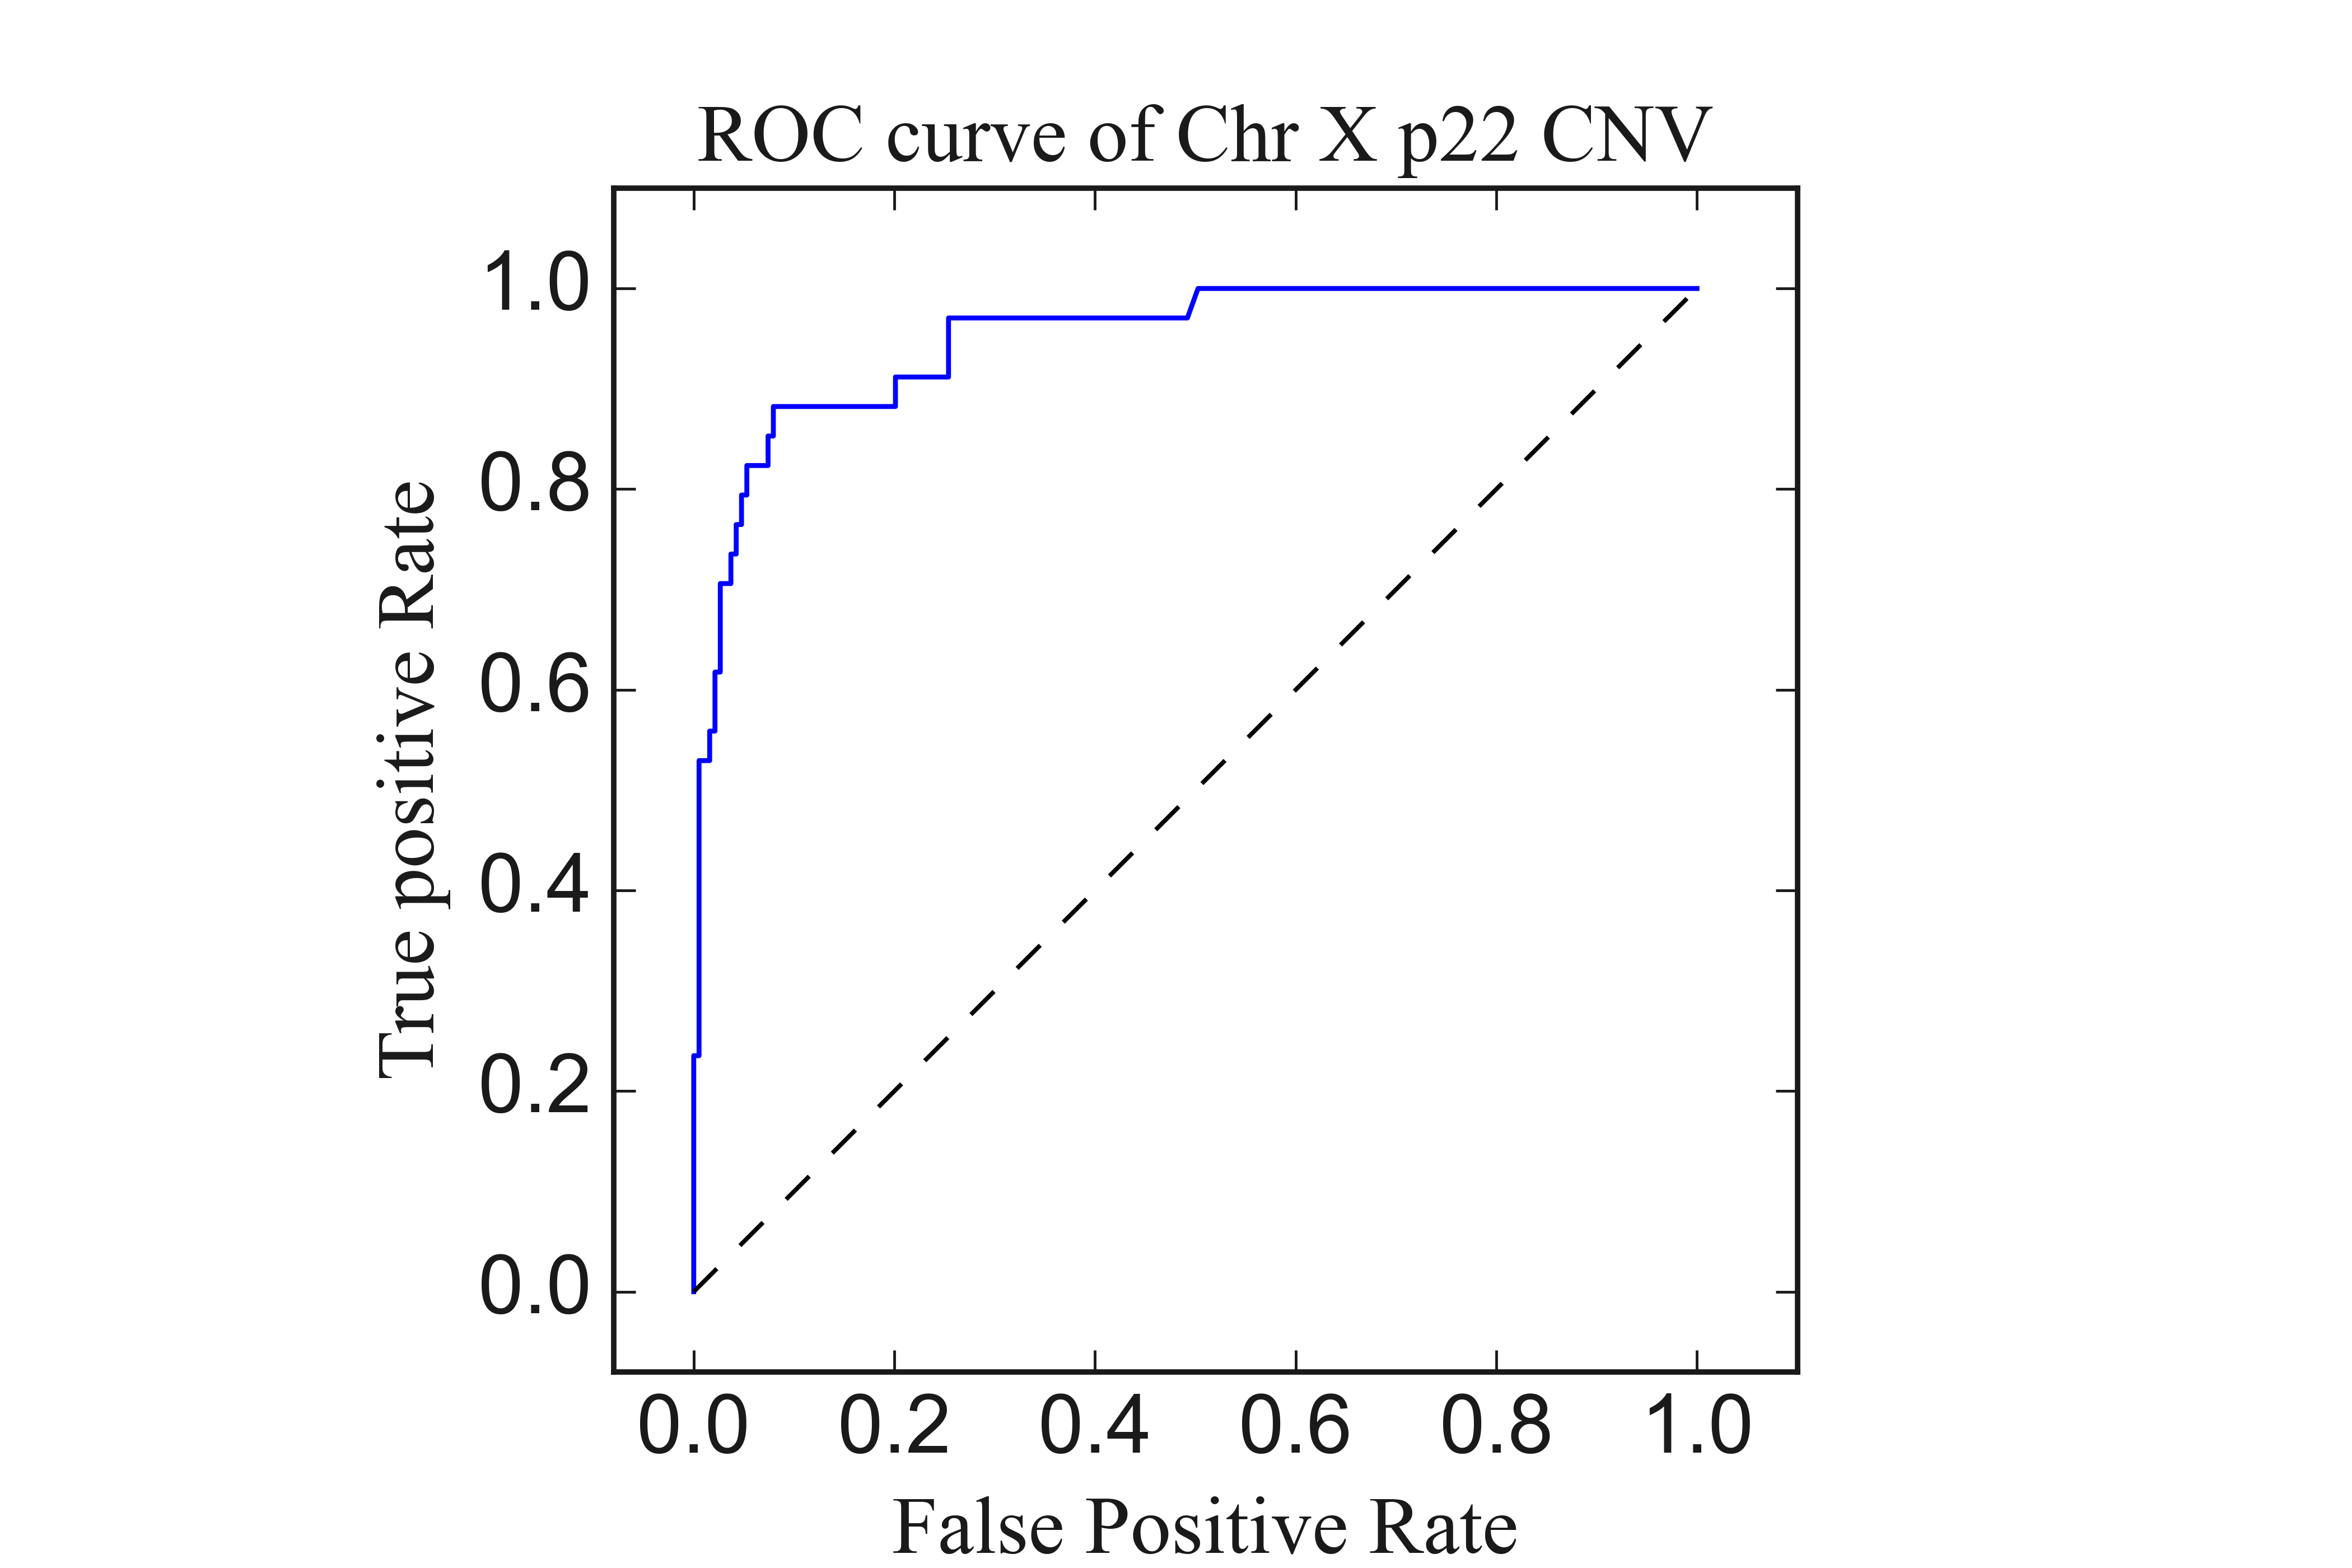 ROC curve of Chr X p22 CNV
True positive Rate
1.0
0.8
0.6
0.4
0.2
0.0
0.0 0.2 0.4 0.6 0.8 1.0
False Positive Rate